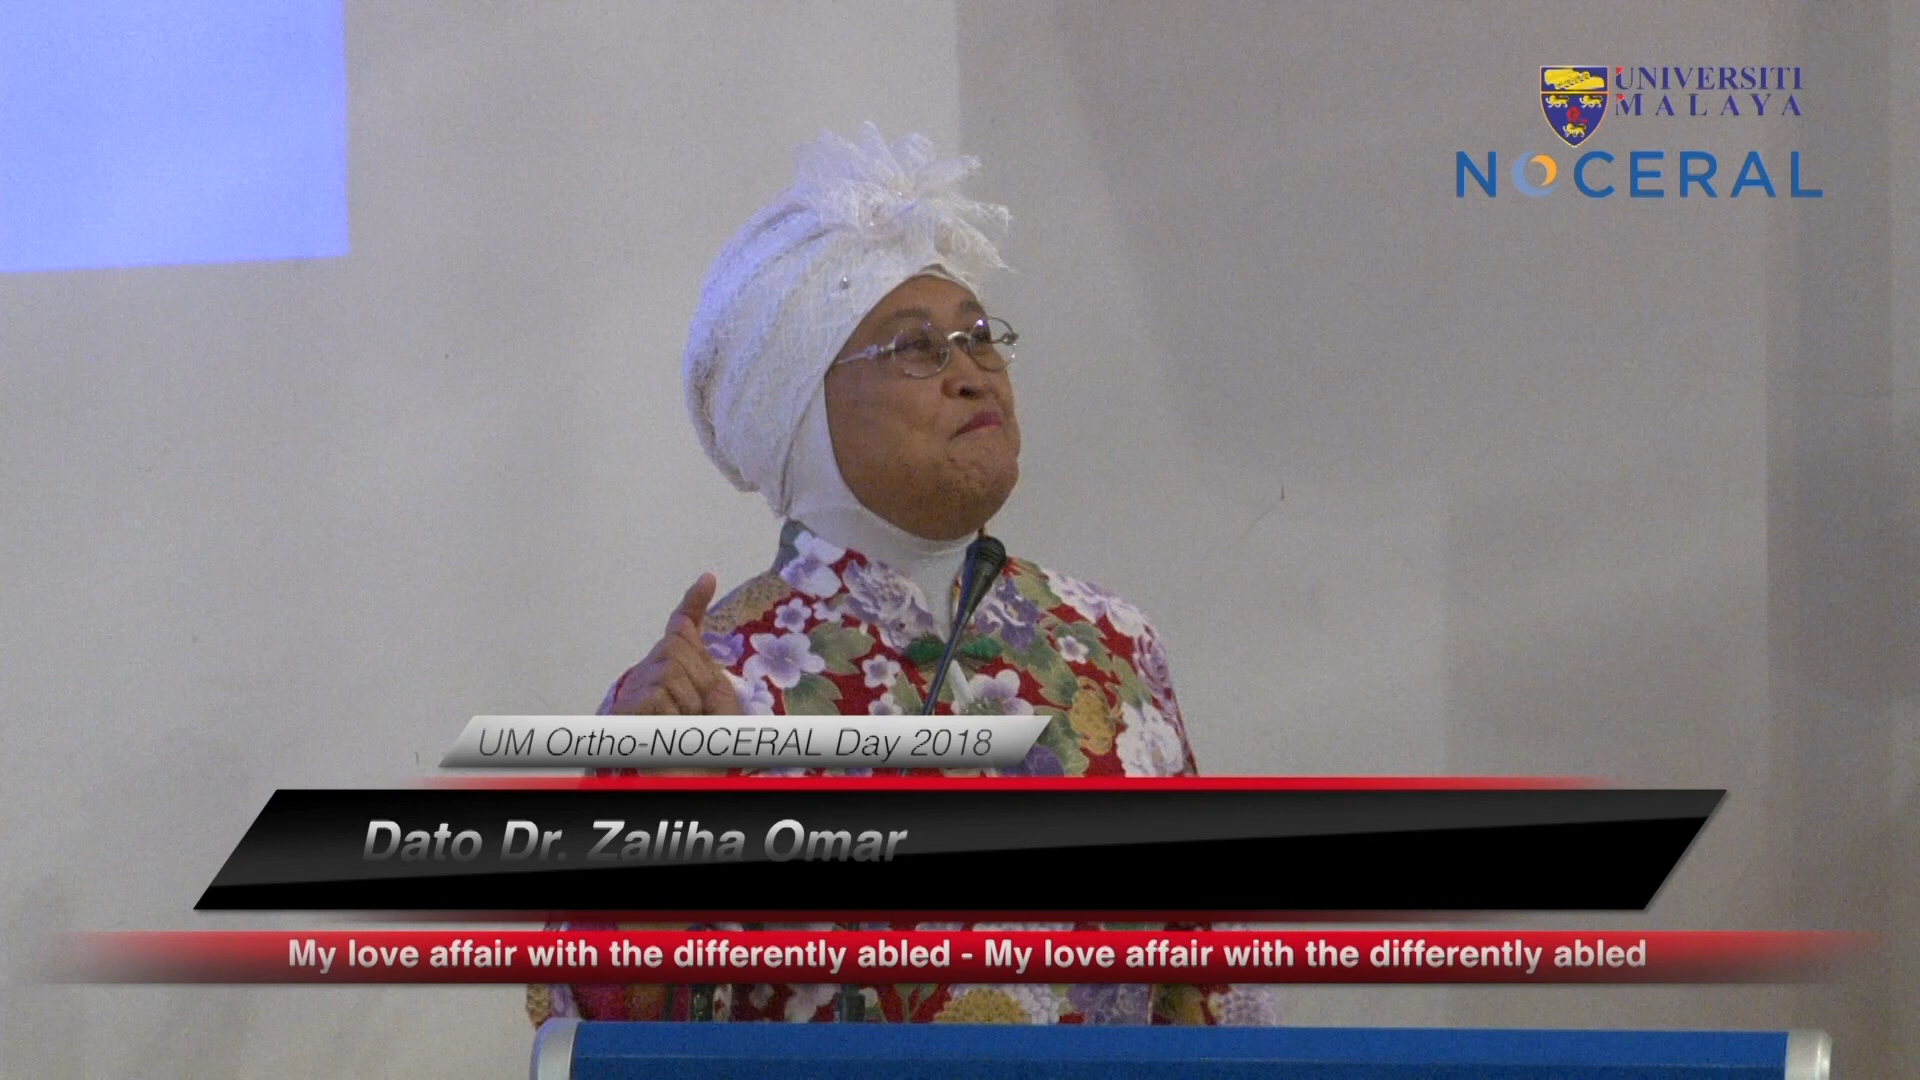 UNIVERSITI
MALAYA
NOCERAL
UM Ortho-NOCERAL Day 2018
Dato Dr. Zaliha Omar
My love affair with the differently abled - My love affair with the differently abled